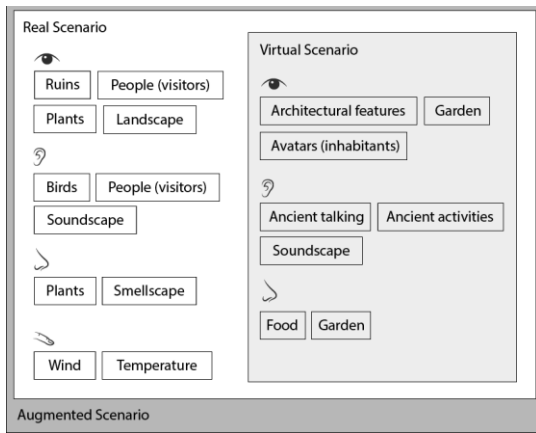 Real Scenario
Ruins
People (visitors)
Plants
Landscape
Birds
People (visitors)
Soundscape
Plants
Smellscape
Wind
Temperature
Virtual Scenario
Architectural features
Garden
Avatars (inhabitants)
Ancient talking
Ancient activities
Soundscape
Food
Garden
Augmented Scenario